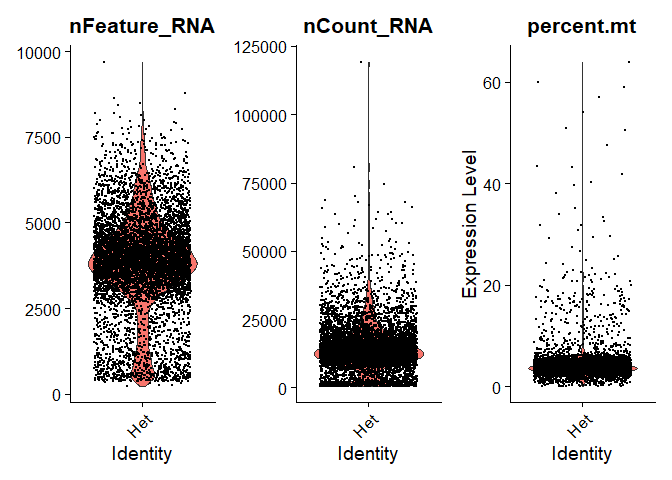 nFeature_RNA
10000
7500
5000
2500
0
Het
Identity
nCount_RNA
125000
100000
75000
50000
25000
0
Het
Identity
percent.mt
Expression Level
60
40
20
0
Het
Identity